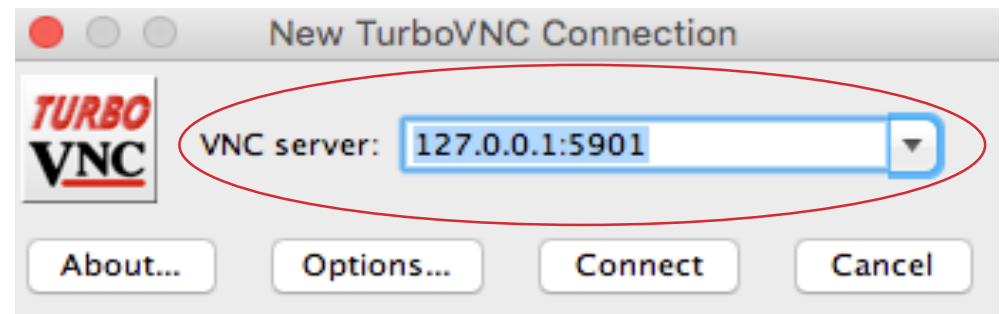 New TurboVNC Connection
TURBO
VNC
VNC server: 127.0.0.1:5901
About... Options... Connect Cancel